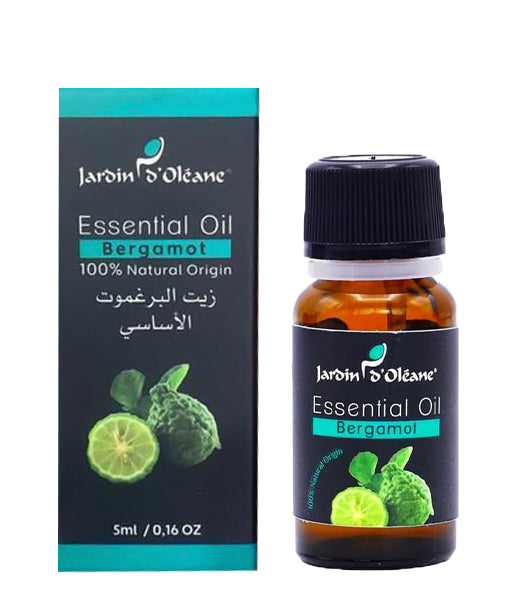 Jardin d'Oléane®
Essential Oil
Bergamot
100% Natural Origin
زيت البرغموت
الأساسي
5ml / 0,16 OZ
Jardin d'Oléane®
Essential Oil
Bergamot
100% Natural Origin